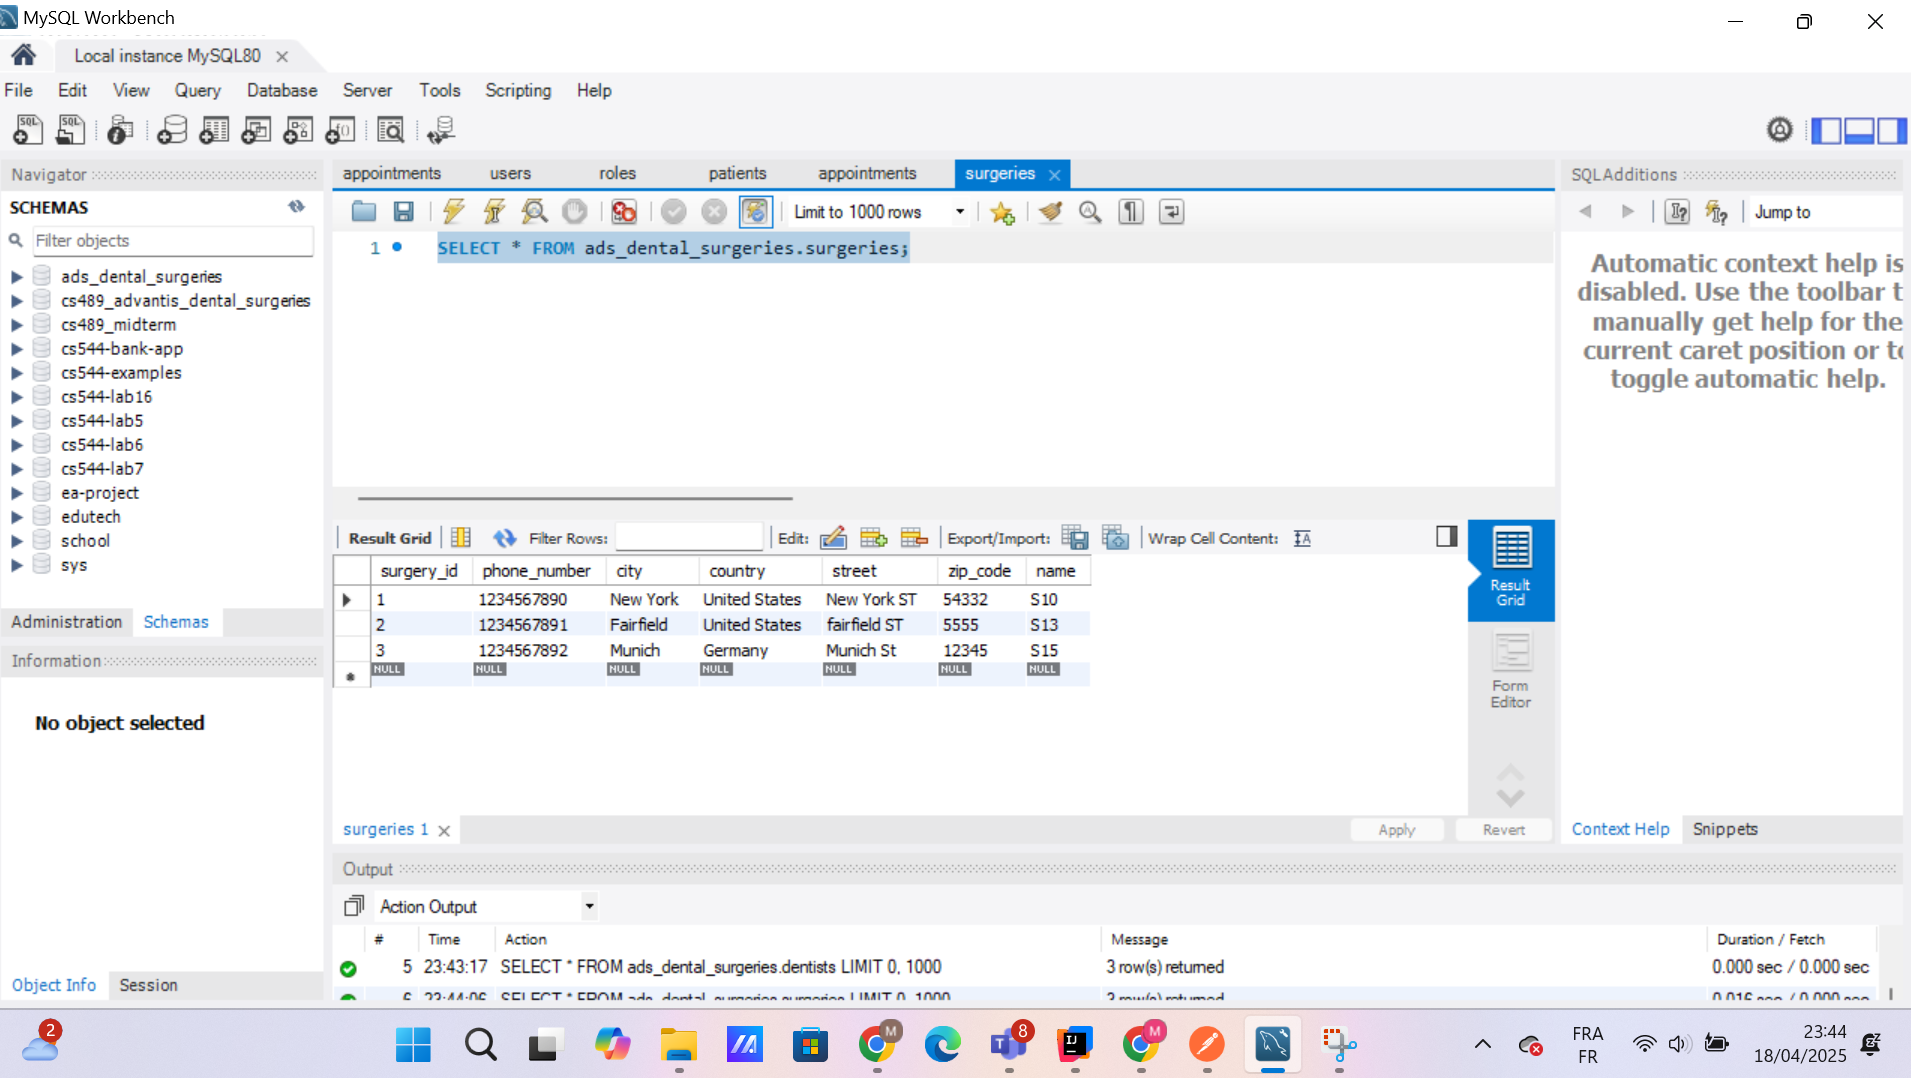 MySQL Workbench
Local instance MySQL80
File Edit View Query Database Server Tools Scripting Help
Navigator
SCHEMAS
Filter objects
ads_dental_surgeries
cs489_advantis_dental_surgeries
cs489_midterm
cs544-bank-app
cs544-examples
cs544-lab16
cs544-lab5
cs544-lab6
cs544-lab7
ea-project
edutech
school
sys
Administration Schemas
Information
No object selected
Object Info Session
appointments users roles patients appointments surgeries
Limit to 1000 rows
1 SELECT * FROM ads_dental_surgeries.surgeries;
Result Grid Filter Rows: Edit: Export/Import: Wrap Cell Content:
surgery_id phone_number city country street zip_code name
1 1234567890 New York United States New York ST 54332 S10
2 1234567891 Fairfield United States fairfield ST 5555 S13
3 1234567892 Munich Germany Munich St 12345 S15
NULL NULL NULL NULL NULL NULL NULL
Result
Grid
Form
Editor
surgeries 1
Apply Revert
SQLAdditions
Jump to
Automatic context help is
disabled. Use the toolbar t
manually get help for the
current caret position or to
toggle automatic help.
Context Help Snippets
Output
Action Output
# Time Action Message Duration / Fetch
5 23:43:17 SELECT * FROM ads_dental_surgeries.dentists LIMIT 0, 1000 3 row(s) returned 0.000 sec / 0.000 sec
6 23:44:06 SELECT * FROM ads_dental_surgeries.surgeries LIMIT 0, 1000 3 row(s) returned 0.016 sec / 0.000 sec
2
M
8
M
FRA
FR
23:44
18/04/2025